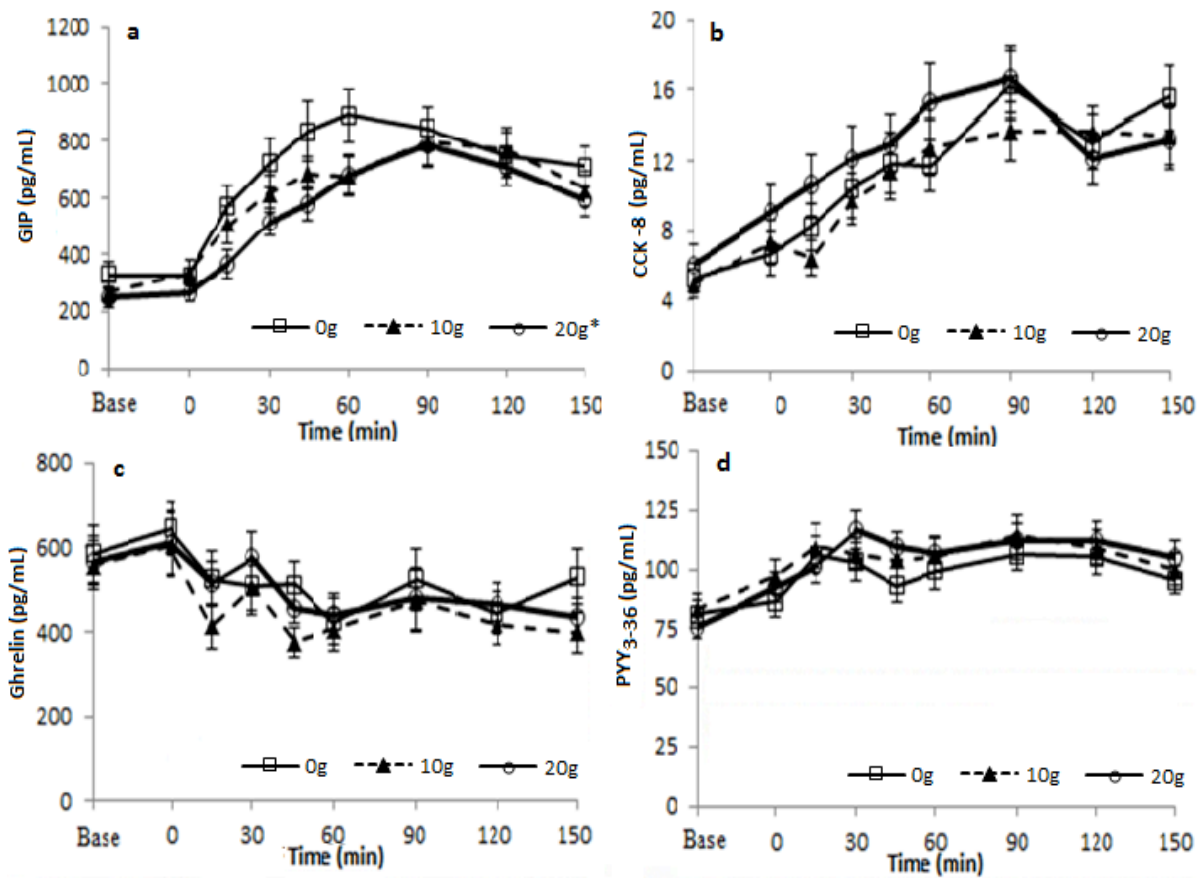 a
1200
1000
800
600
400
200
0
GIP (pg/mL)
0g 10g 20g*
Base 0 30 60 90 120 150
Time (min)
b
20
16
12
8
4
0
CCK -8 (pg/mL)
0g 10g 20g
Base 0 30 60 90 120 150
Time (min)
c
800
600
400
200
0
Ghrelin (pg/mL)
0g 10g 20g
Base 0 30 60 90 120 150
Time (min)
d
150
125
100
75
50
25
0
PYY3-36 (pg/mL)
0g 10g 20g
Base 0 30 60 90 120 150
Time (min)